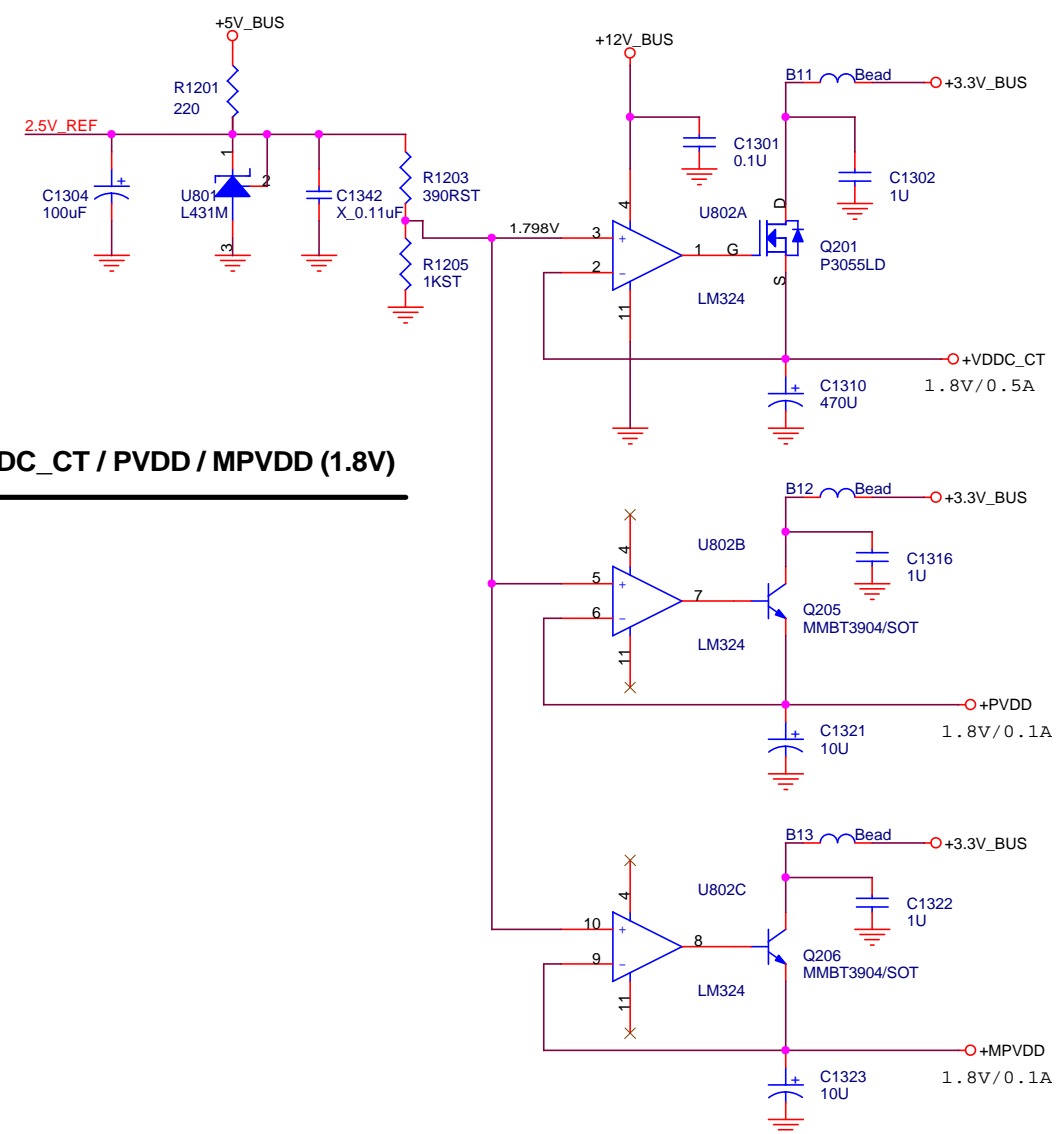 +5V_BUS
R1201
220
2.5V_REF
C1304
100uF
+
1
2
3
U801
L431M
C1342
X_0.11uF
R1203
390RST
R1205
1KST
1.798V
+12V_BUS
C1301
0.1U
B11
Bead
+3.3V_BUS
C1302
1U
U802A
4
3
+
2
-
1
11
LM324
G
D
S
Q201
P3055LD
+VDDC_CT
1.8V/0.5A
+
C1310
470U
DC_CT / PVDD / MPVDD (1.8V)
B12
Bead
+3.3V_BUS
C1316
1U
U802B
4
5
+
6
-
7
11
LM324
Q205
MMBT3904/SOT
+PVDD
1.8V/0.1A
+
C1321
10U
B13
Bead
+3.3V_BUS
C1322
1U
U802C
4
10
+
9
-
8
11
LM324
Q206
MMBT3904/SOT
+MPVDD
1.8V/0.1A
+
C1323
10U